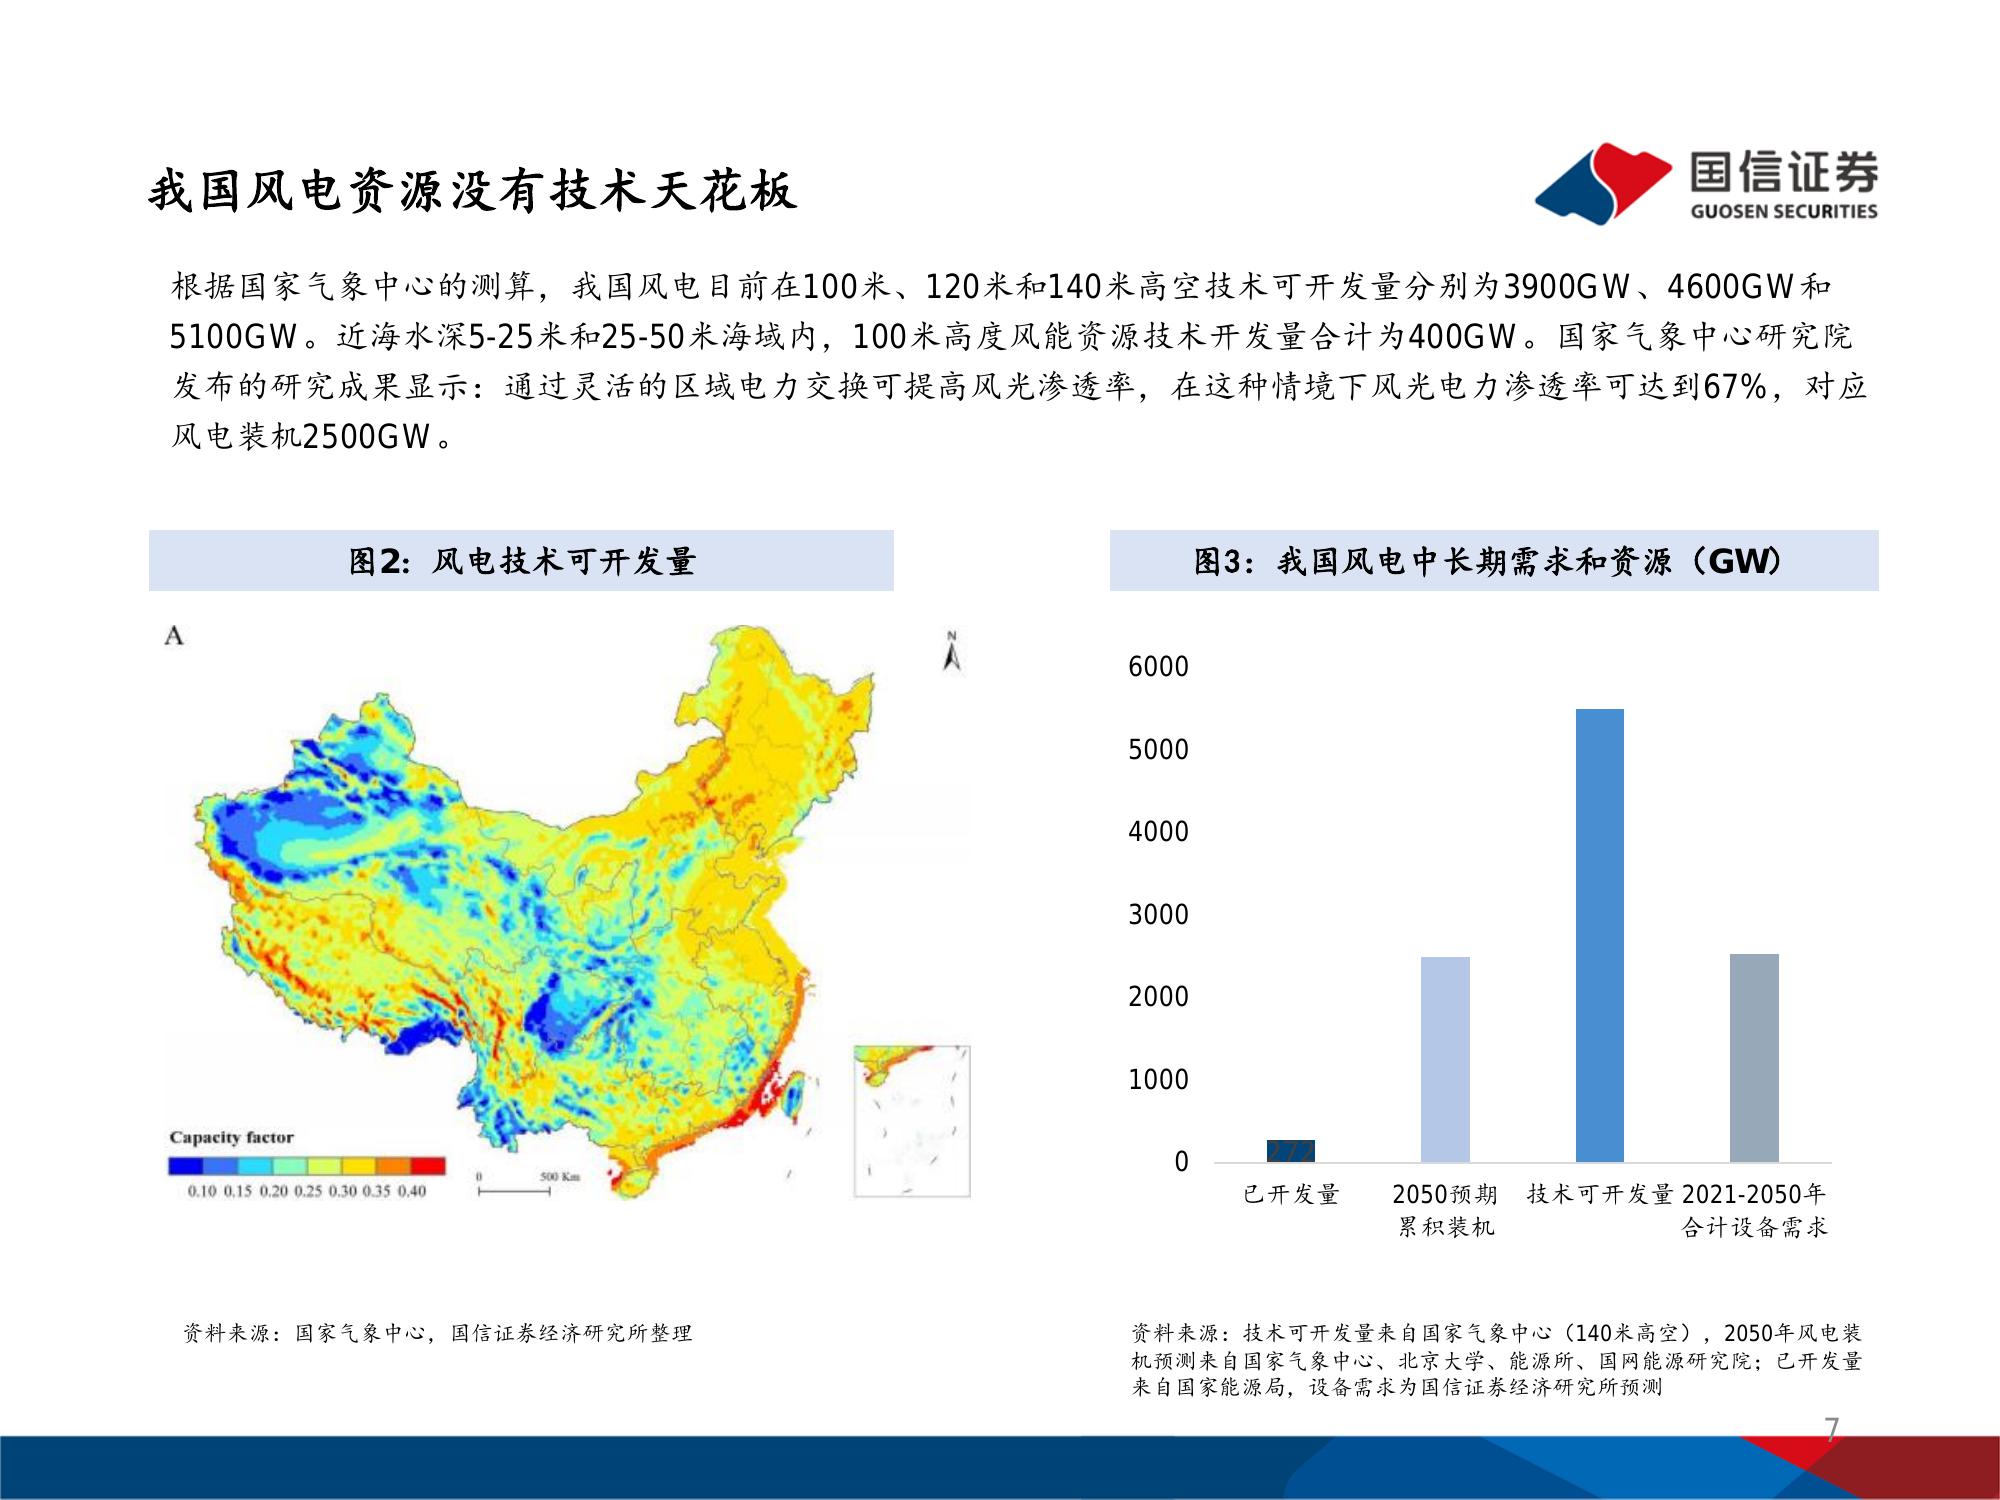 我国风电资源没有技术天花板
国信证券
GUOSEN SECURITIES
根据国家气象中心的测算，我国风电目前在100米、120米和140米高空技术可开发量分别为3900GW、4600GW和
5100GW。近海水深5-25米和25-50米海域内，100米高度风能资源技术开发量合计为400GW。国家气象中心研究院
发布的研究成果显示：通过灵活的区域电力交换可提高风光渗透率，在这种情境下风光电力渗透率可达到67%，对应
风电装机2500GW。
图2：风电技术可开发量
A
N
Capacity factor
0.10 0.15 0.20 0.25 0.30 0.35 0.40
0 500 Km
资料来源：国家气象中心，国信证券经济研究所整理
图3：我国风电中长期需求和资源（GW）
6000
5000
4000
3000
2000
1000
0
272
已开发量 2050预期 技术可开发量 2021-2050年
累积装机 合计设备需求
资料来源：技术可开发量来自国家气象中心（140米高空），2050年风电装
机预测来自国家气象中心、北京大学、能源所、国网能源研究院；已开发量
来自国家能源局，设备需求为国信证券经济研究所预测
7